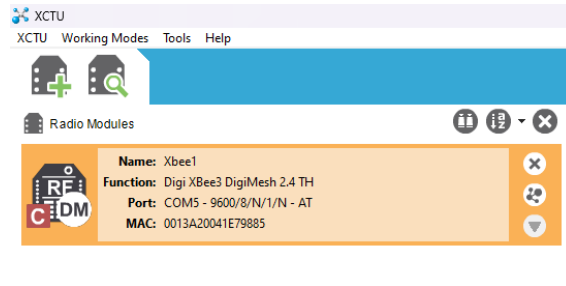 XCTU
XCTU Working Modes Tools Help
Radio Modules
Name: Xbee1
Function: Digi XBee3 DigiMesh 2.4 TH
Port: COM5 - 9600/8/N/1/N - AT
MAC: 0013A20041E79885
RF
C DM